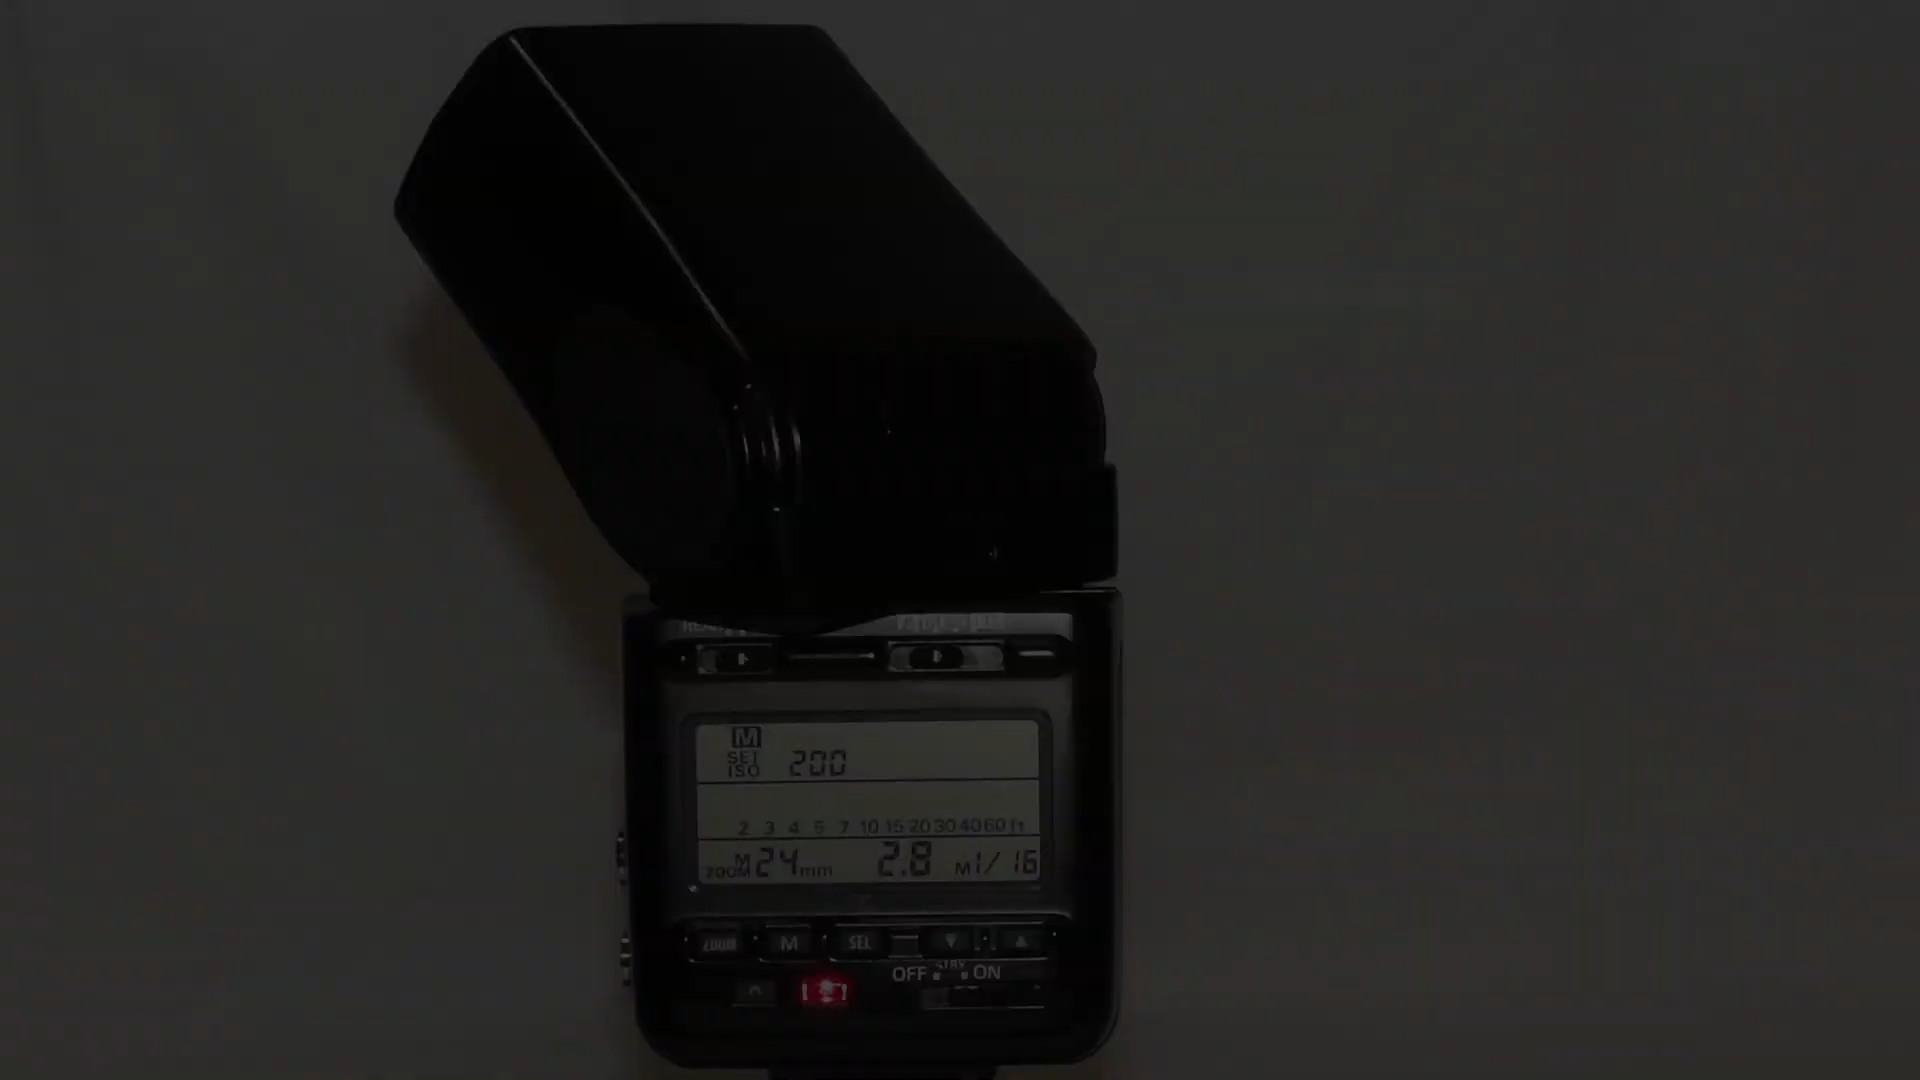 M
SET
ISO 200
2 3 4 5 7 10 15 20 30 40 60 ft
M
ZOOM 24mm 2.8 M1/16
ZOOM M SEL ▼ ▲
OFF STBY ON